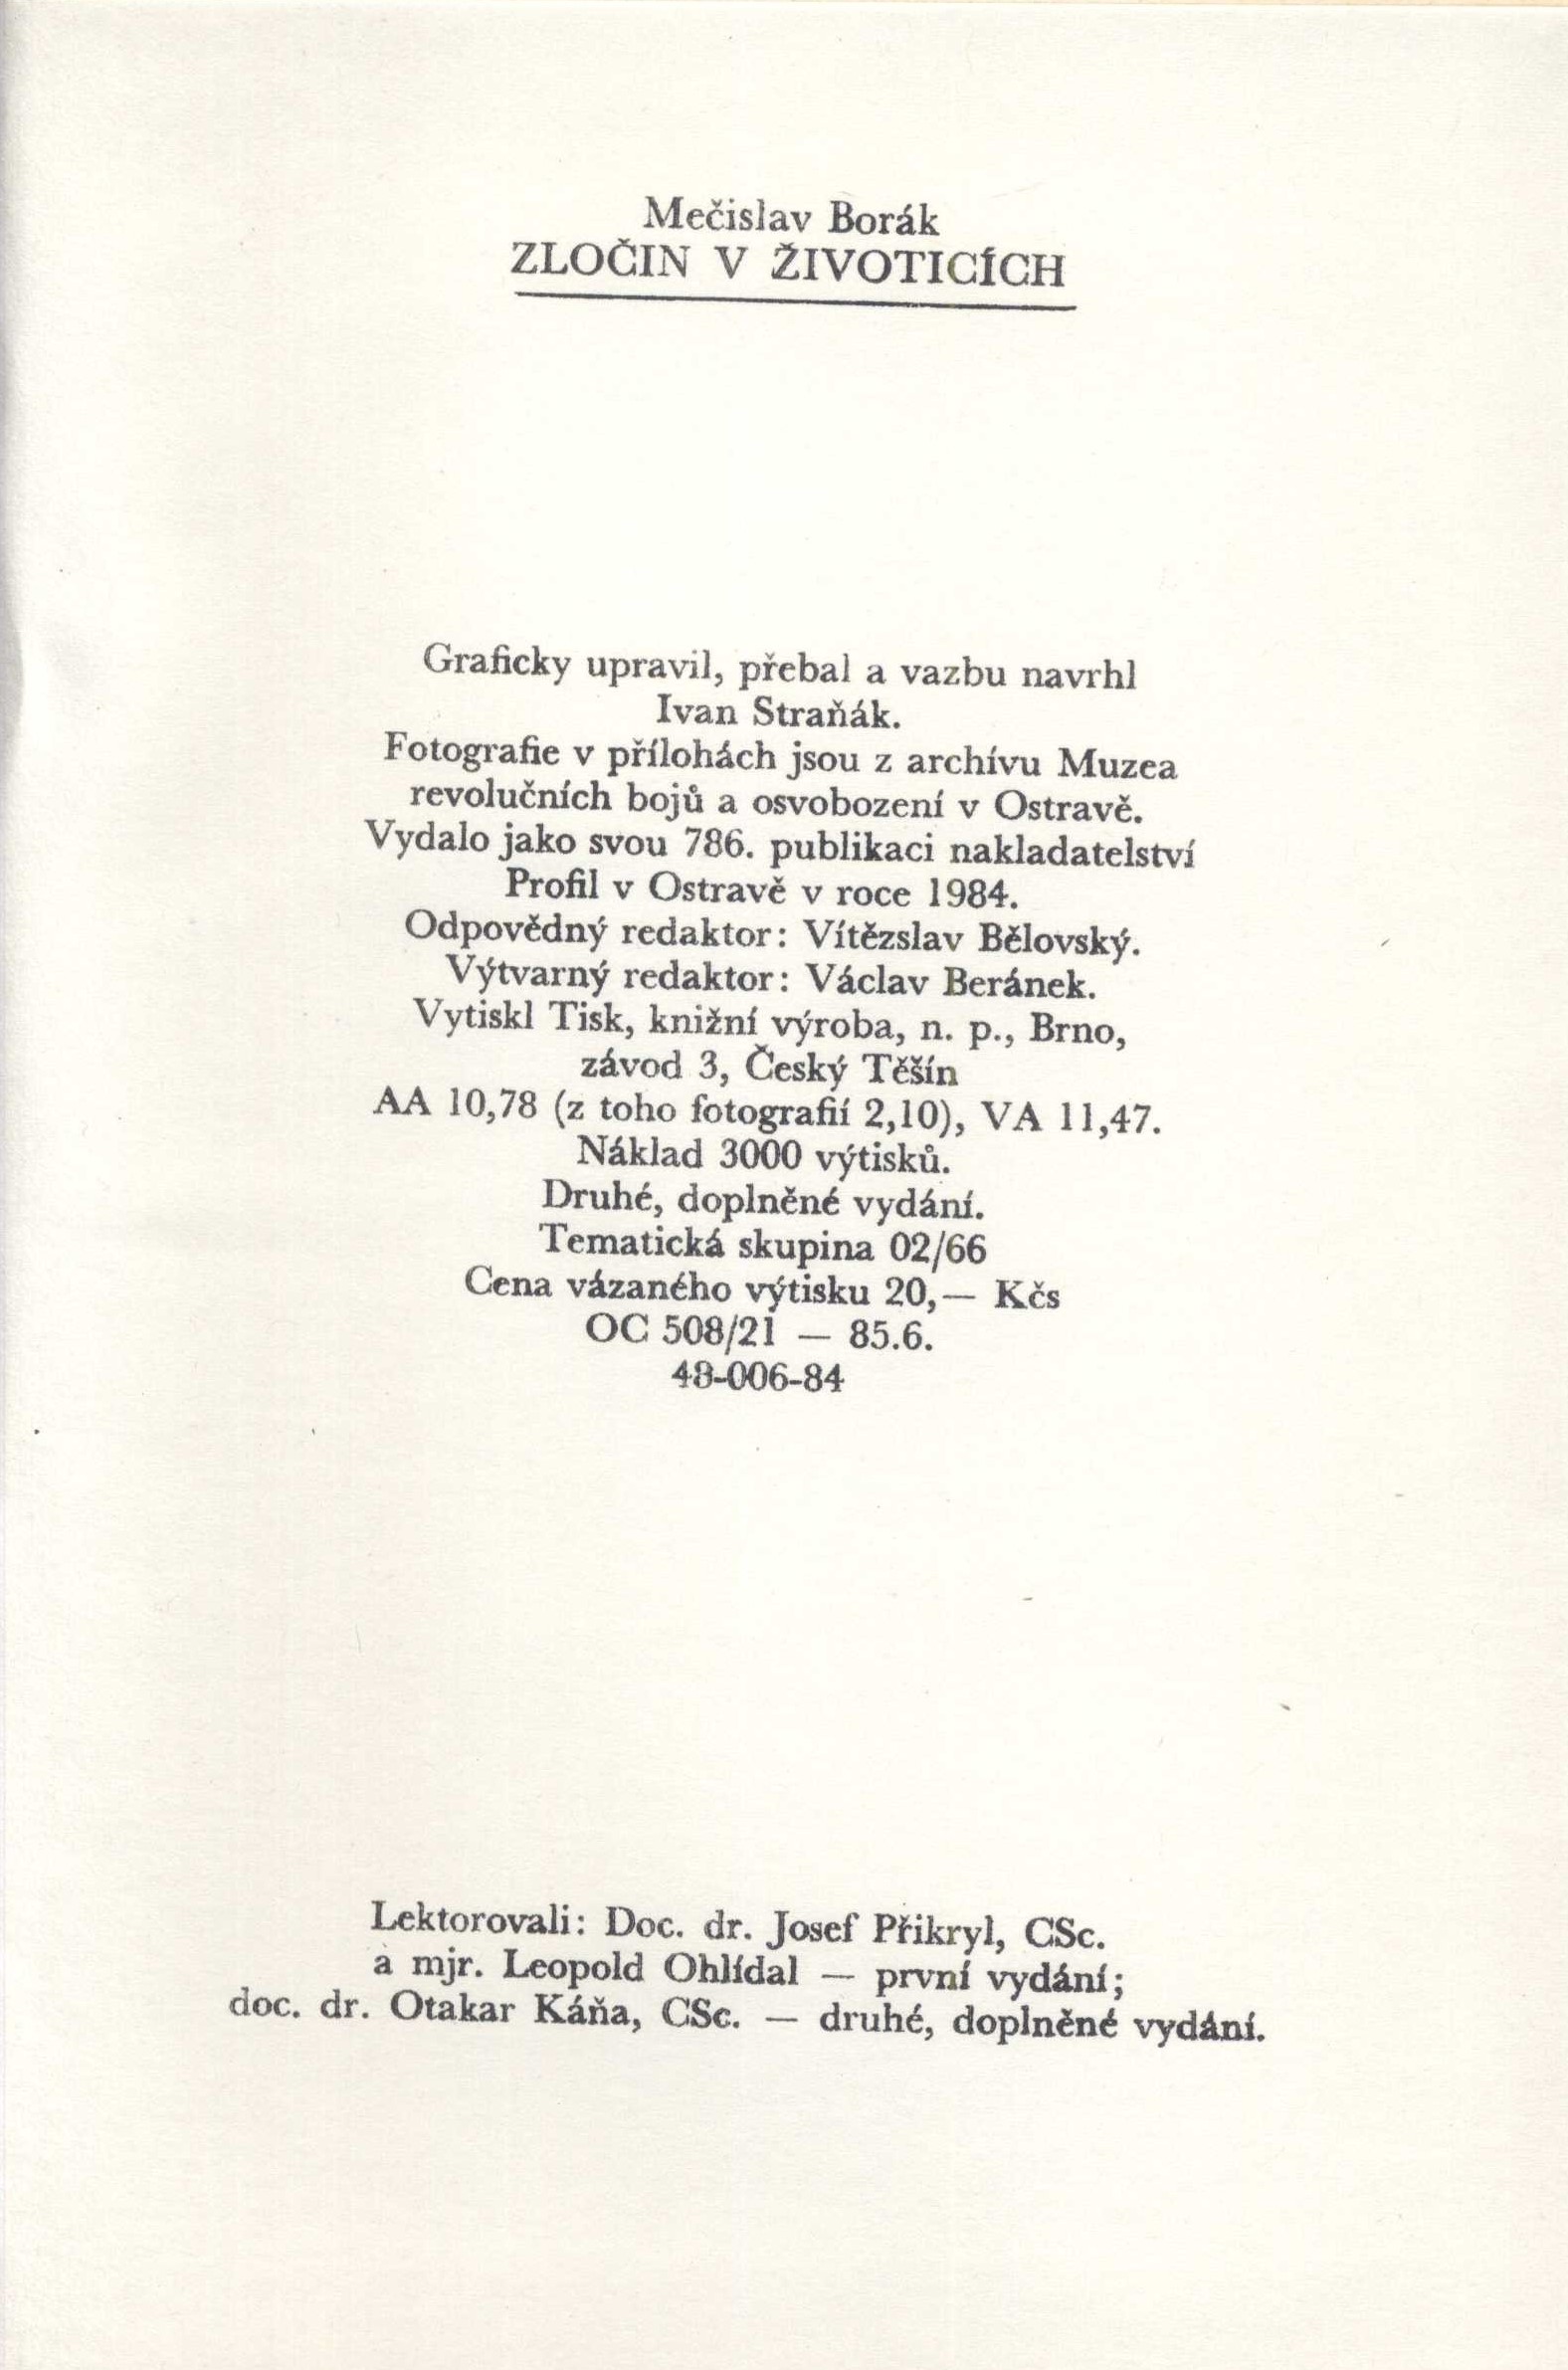 Mečislav Borák
ZLOČIN V ŽIVOTICÍCH
Graficky upravil, přebal a vazbu navrhl
Ivan Straňák.
Fotografie v přílohách jsou z archívu Muzea
revolučních bojů a osvobození v Ostravě.
Vydalo jako svou 786. publikaci nakladatelství
Profil v Ostravě v roce 1984.
Odpovědný redaktor: Vítězslav Bělovský.
Výtvarný redaktor: Václav Beránek.
Vytiskl Tisk, knižní výroba, n. p., Brno,
závod 3, Český Těšín
AA 10,78 (z toho fotografií 2,10), VA 11,47.
Náklad 3000 výtisků.
Druhé, doplněné vydání.
Tematická skupina 02/66
Cena vázaného výtisku 20,— Kčs
OC 508/21 — 85.6.
48-006-84
Lektorovali: Doc. dr. Josef Přikryl, CSc.
a mjr. Leopold Ohlídal — první vydání;
doc. dr. Otakar Káňa, CSc. — druhé, doplněné vydání.